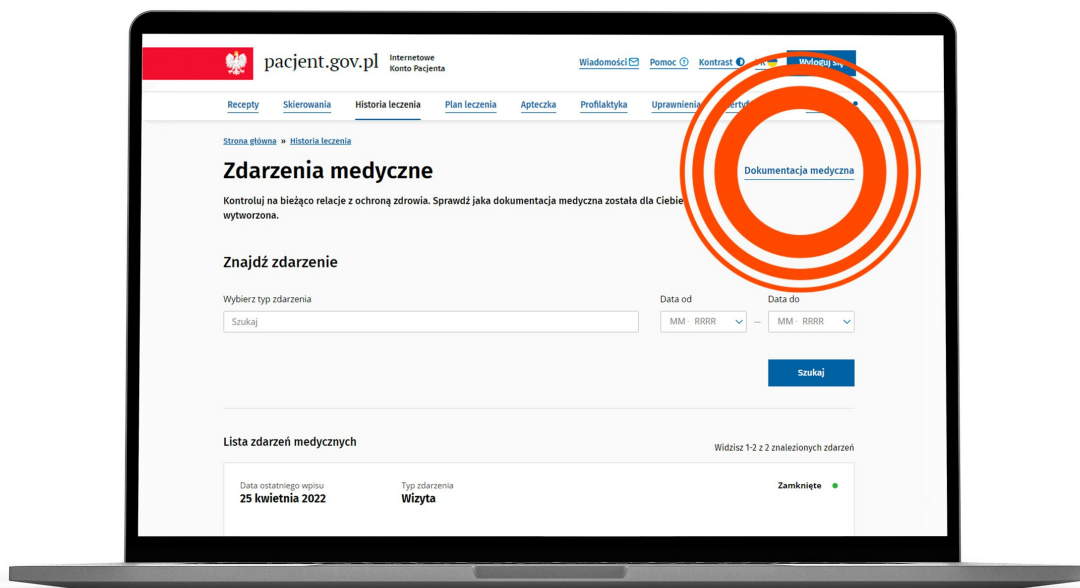 pacjent.gov.pl Internetowe Konto Pacjenta
Wiadomości Pomoc Kontrast Wyloguj się
Recepty Skierowania Historia leczenia Plan leczenia Apteczka Profilaktyka Uprawnienia
Strona główna » Historia leczenia
Zdarzenia medyczne
Dokumentacja medyczna
Kontroluj na bieżąco relacje z ochroną zdrowia. Sprawdź jaka dokumentacja medyczna została dla Ciebie
wytworzona.
Znajdź zdarzenie
Wybierz typ zdarzenia Data od Data do
Szukaj MM - RRRR – MM - RRRR
Szukaj
Lista zdarzeń medycznych
Widzisz 1-2 z 2 znalezionych zdarzeń
Data ostatniego wpisu Typ zdarzenia Zamknięte
25 kwietnia 2022 Wizyta